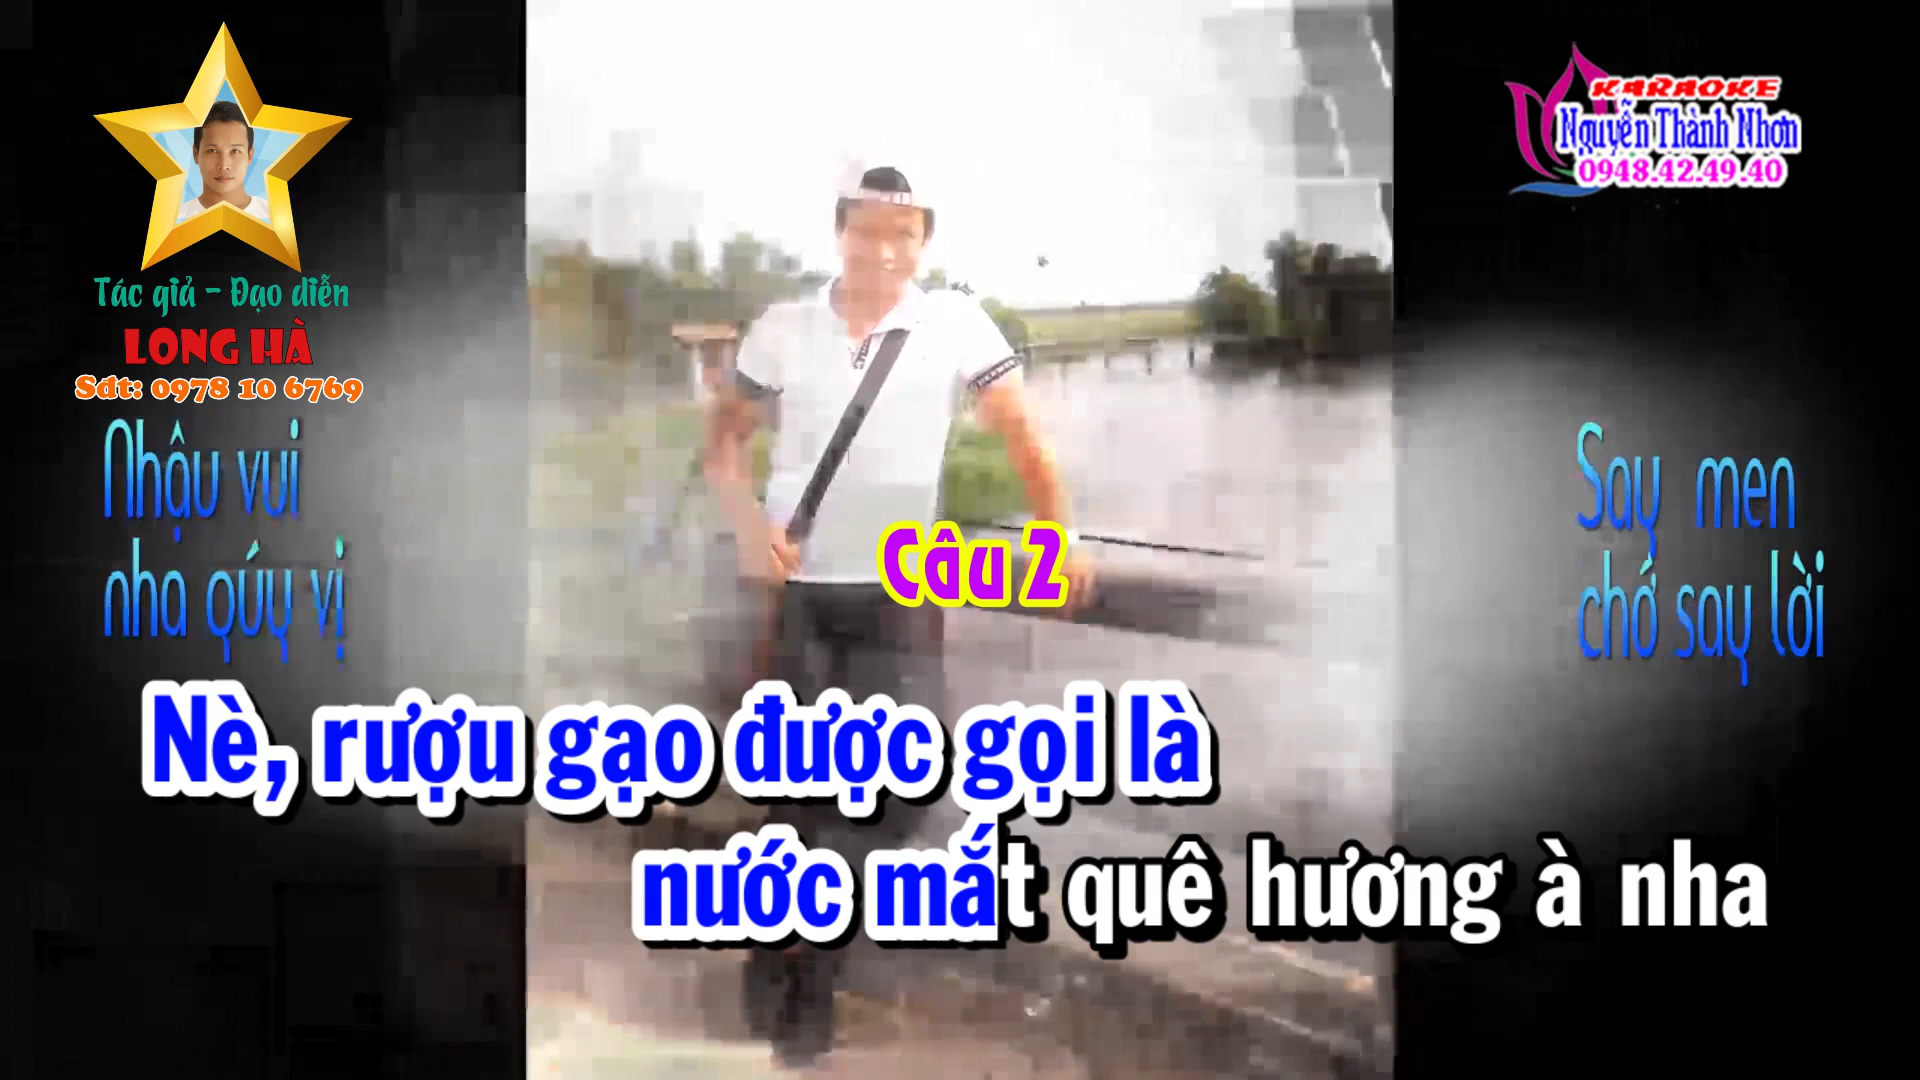 Tác giả - Đạo diễn
LONG HÀ
Sđt: 0978 10 6769
KARAOKE
Nguyễn Thành Nhơn
0948.42.49.40
Nhậu vui
nha qúy vị
Say men
chớ say lời
Câu 2
Nè, rượu gạo được gọi là
nước mắt quê hương à nha